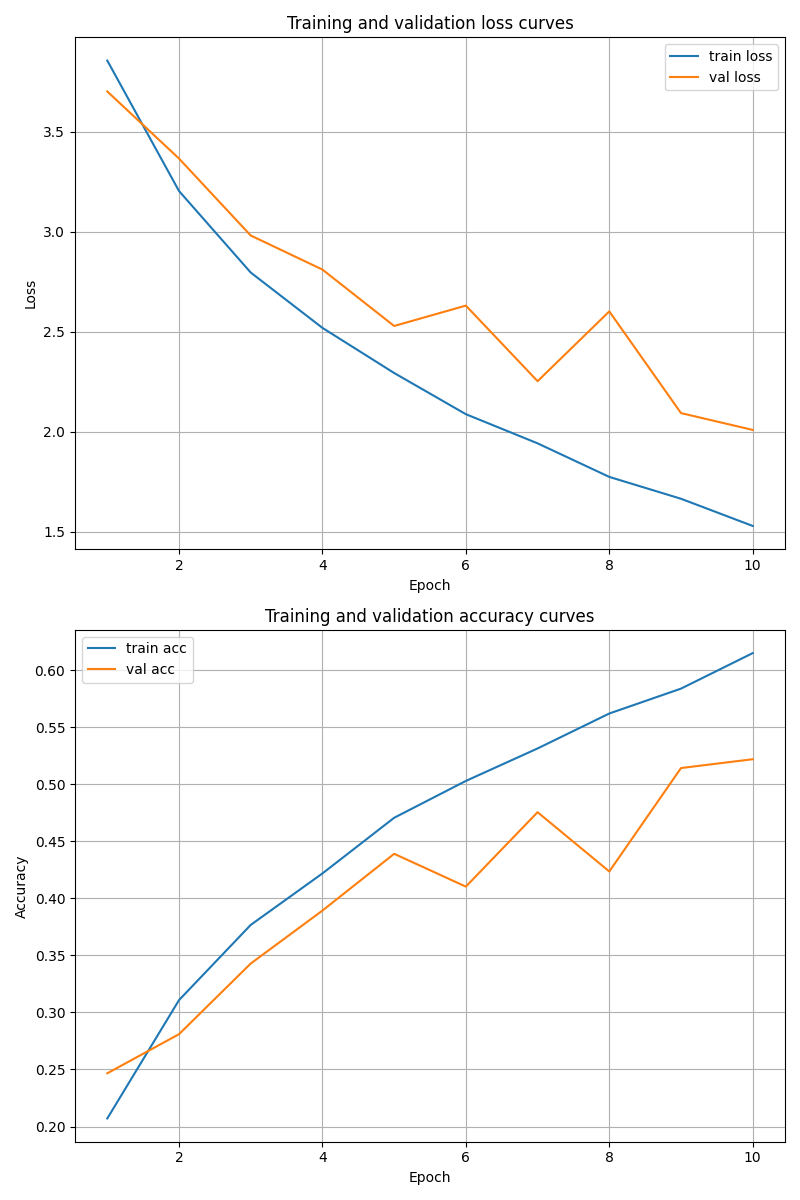 Training and validation loss curves
train loss
val loss
3.5
3.0
2.5
2.0
1.5
Loss
2 4 6 8 10
Epoch
Training and validation accuracy curves
train acc
val acc
0.60
0.55
0.50
0.45
0.40
0.35
0.30
0.25
0.20
Accuracy
2 4 6 8 10
Epoch